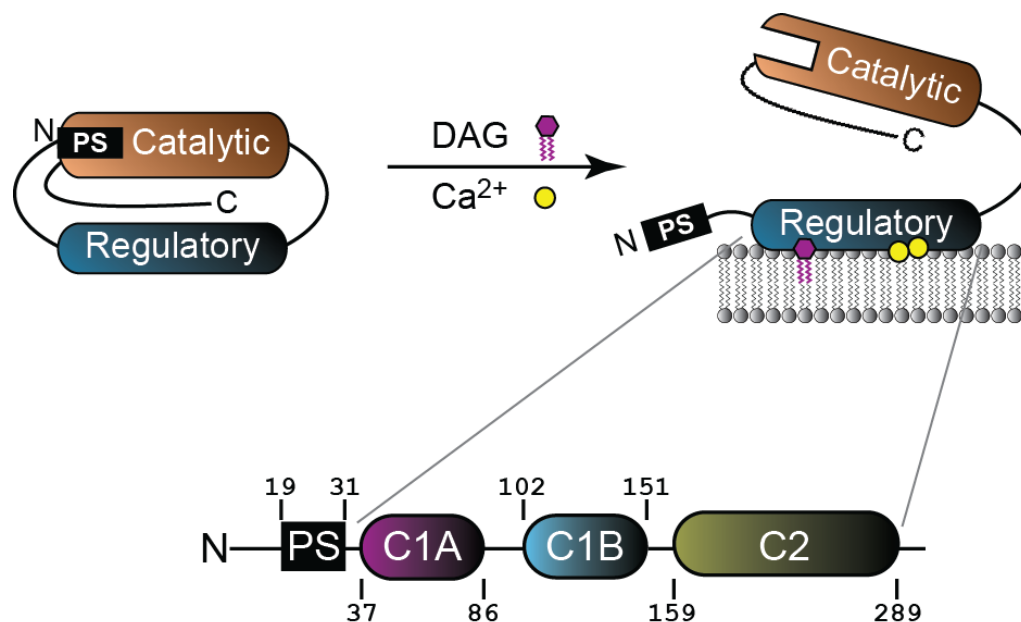 Catalytic
C
N
PS
Catalytic
C
Regulatory
DAG
Ca²⁺
N
PS
Regulatory
19
31
102
151
N
PS
C1A
C1B
C2
37
86
159
289